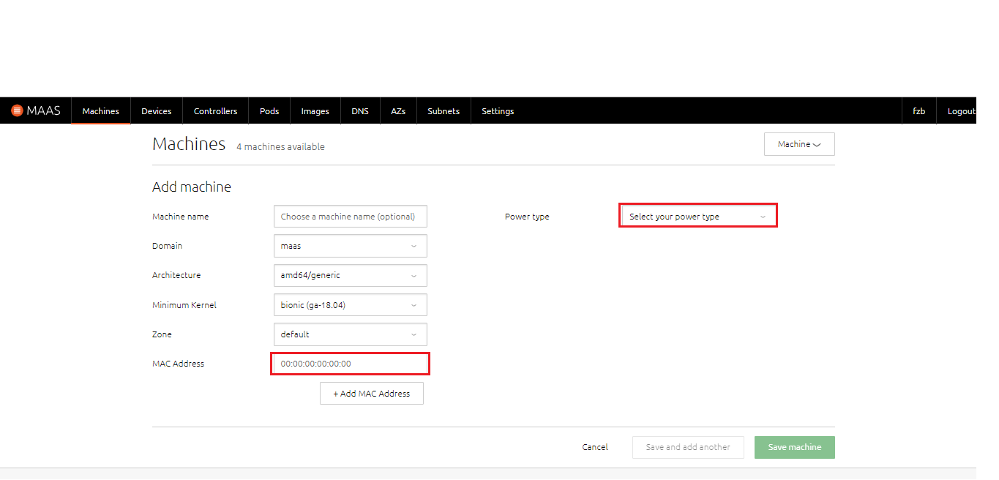 MAAS Machines Devices Controllers Pods Images DNS AZs Subnets Settings fzb Logout
Machines 4 machines available Machine
Add machine
Machine name Choose a machine name (optional) Power type Select your power type
Domain maas
Architecture amd64/generic
Minimum Kernel bionic (ga-18.04)
Zone default
MAC Address 00:00:00:00:00:00
+ Add MAC Address
Cancel Save and add another Save machine